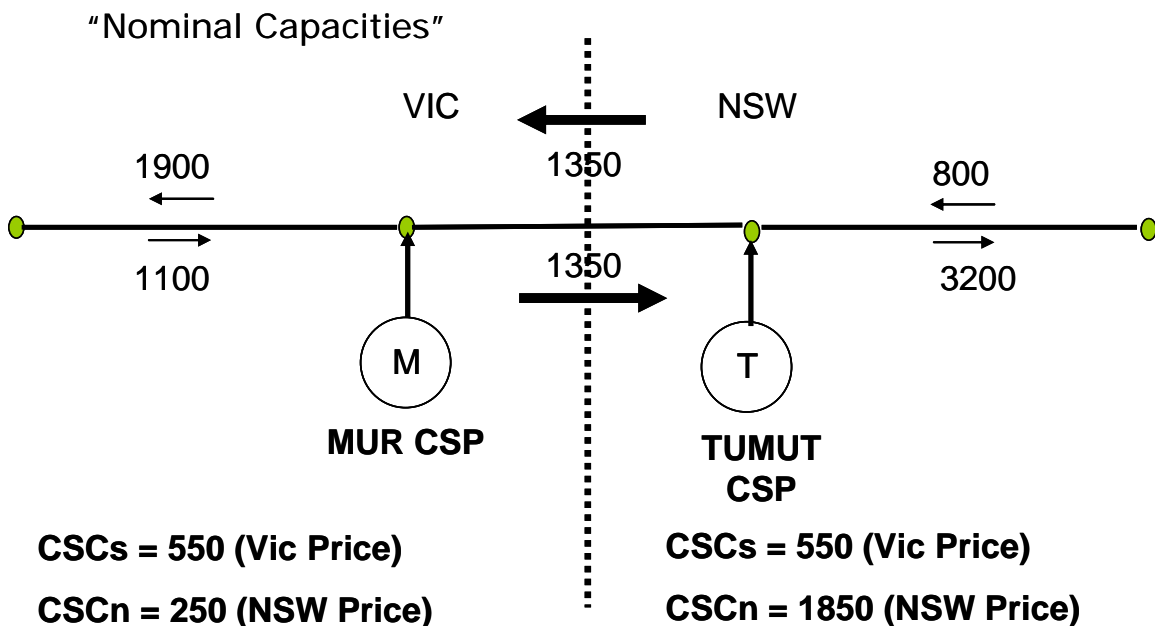 “Nominal Capacities”
VIC
NSW
1350
1900
800
1100
1350
3200
M
T
MUR CSP
TUMUT
CSP
CSCs = 550 (Vic Price)
CSCn = 250 (NSW Price)
CSCs = 550 (Vic Price)
CSCn = 1850 (NSW Price)